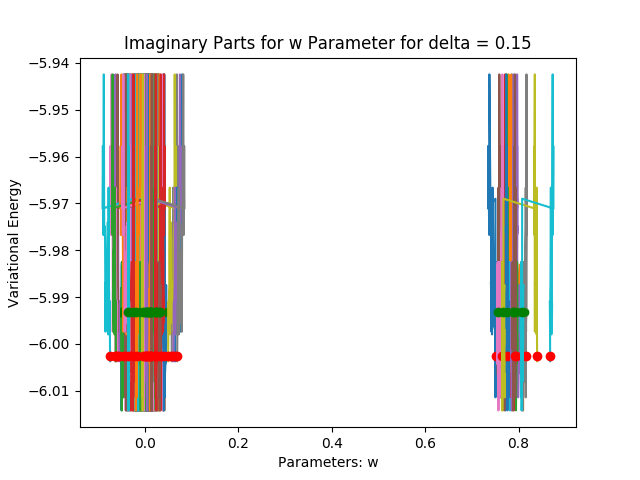 Imaginary Parts for w Parameter for delta = 0.15
−5.94
−5.95
−5.96
−5.97
−5.98
−5.99
−6.00
−6.01
Variational Energy
0.0 0.2 0.4 0.6 0.8
Parameters: w